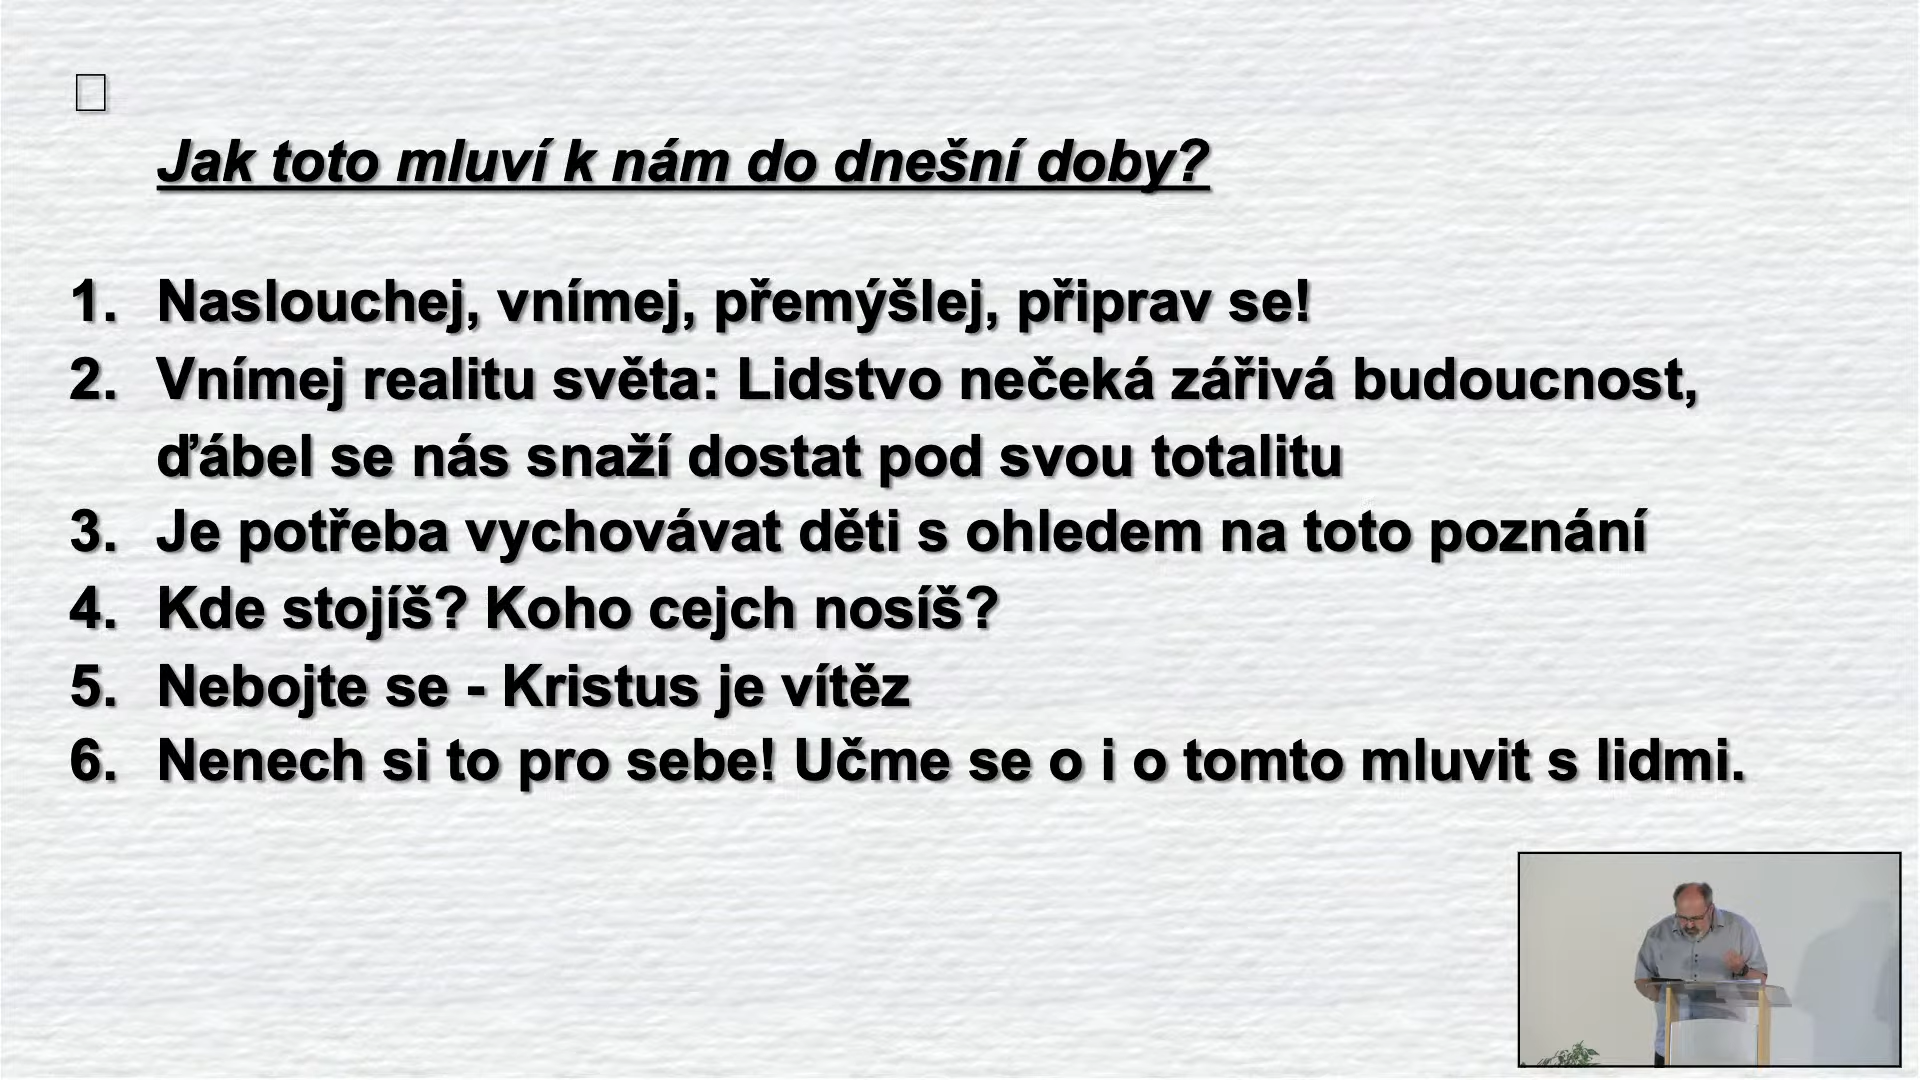 Jak toto mluví k nám do dnešní doby?
1. Naslouchej, vnímej, přemýšlej, připrav se!
2. Vnímej realitu světa: Lidstvo nečeká zářivá budoucnost,
ďábel se nás snaží dostat pod svou totalitu
3. Je potřeba vychovávat děti s ohledem na toto poznání
4. Kde stojíš? Koho cejch nosíš?
5. Nebojte se - Kristus je vítěz
6. Nenech si to pro sebe! Učme se o i o tomto mluvit s lidmi.